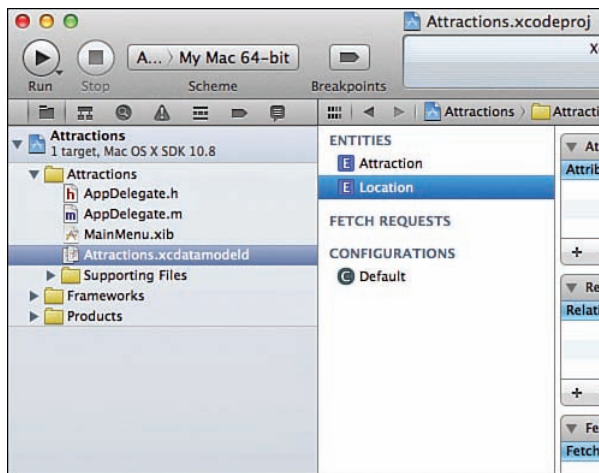 Attractions.xcodeproj
A... My Mac 64-bit
Run
Stop
Scheme
Breakpoints
Attractions
Attractions
1 target, Mac OS X SDK 10.8
Attractions
h AppDelegate.h
m AppDelegate.m
MainMenu.xib
Attractions.xcdatamodeld
Supporting Files
Frameworks
Products
ENTITIES
E Attraction
E Location
FETCH REQUESTS
CONFIGURATIONS
C Default